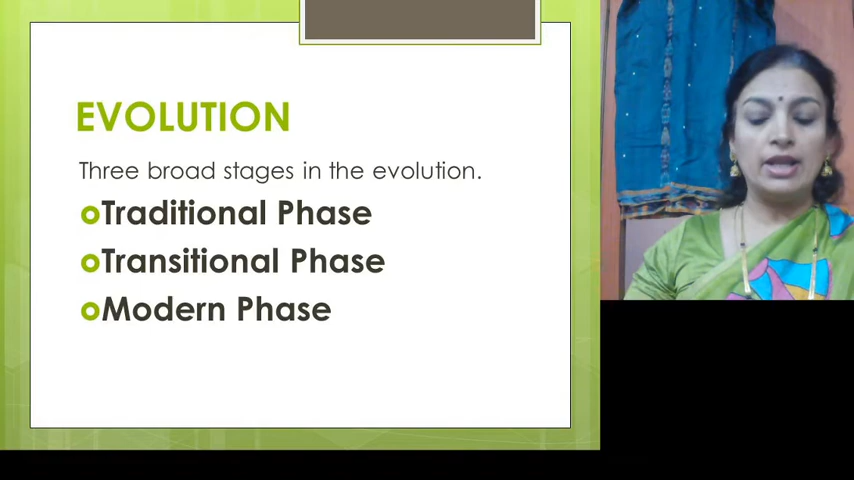 EVOLUTION
Three broad stages in the evolution.
Traditional Phase
Transitional Phase
Modern Phase